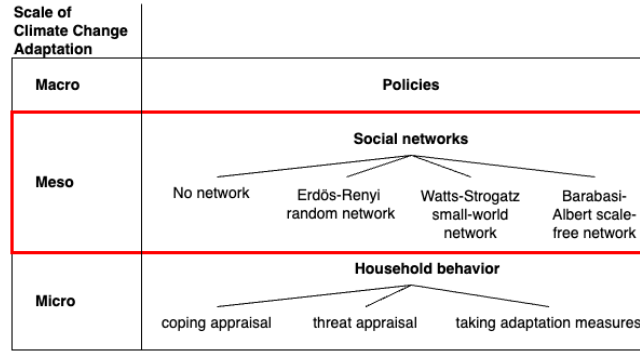 Scale of
Climate Change
Adaptation
Macro
Policies
Social networks
Meso
No network
Erdös-Renyi
random network
Watts-Strogatz
small-world
network
Barabasi-
Albert scale-
free network
Household behavior
Micro
coping appraisal
threat appraisal
taking adaptation measures